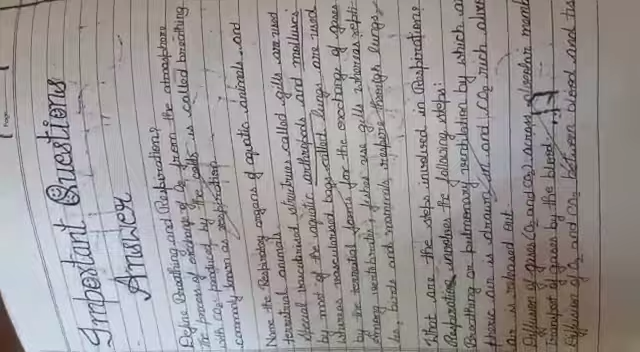 Page
Important Questions
Answer
Define Breathing and Respiration?
the process of exchange of O₂ from the atmosphere
with CO₂ produced by the cells is called breathing
commonly known as respiration
Name the Respiratory organs of aquatic animals and
terrestrial animals
special vascularised structures called gills are used
by most of the aquatic arthropods and molluscs
whereas vascularised bags called lungs are used
by the terrestrial forms for the exchange of gases
Among vertebrates, fishes use gills whereas repti-
les, birds and mammals respire through lungs
What are the steps involved in Respiration?
Respiration involves the following steps:
Breathing or pulmonary ventilation by which at
air is drawn in and CO₂ rich alve
air is released out
Diffusion of gases (O₂ and CO₂) across alveolar memb
Transport of gases by the blood
Diffusion of O₂ and CO₂ between blood and tis